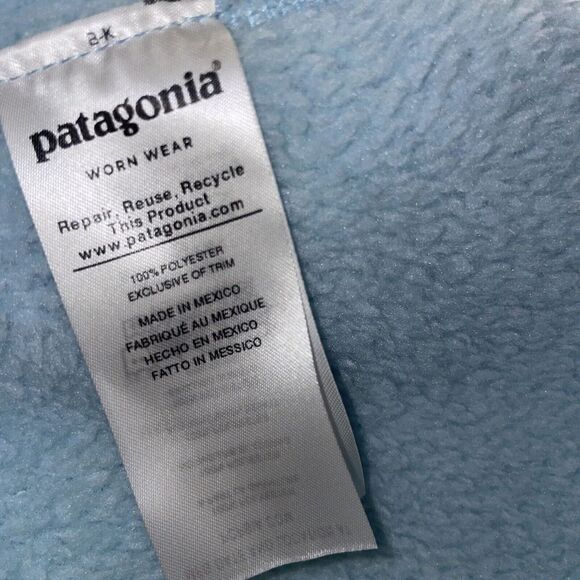 patagonia®
WORN WEAR
Repair, Reuse, Recycle
This Product
www.patagonia.com
100% POLYESTER
EXCLUSIVE OF TRIM
MADE IN MEXICO
FABRIQUÉ AU MEXIQUE
HECHO EN MEXICO
FATTO IN MESSICO